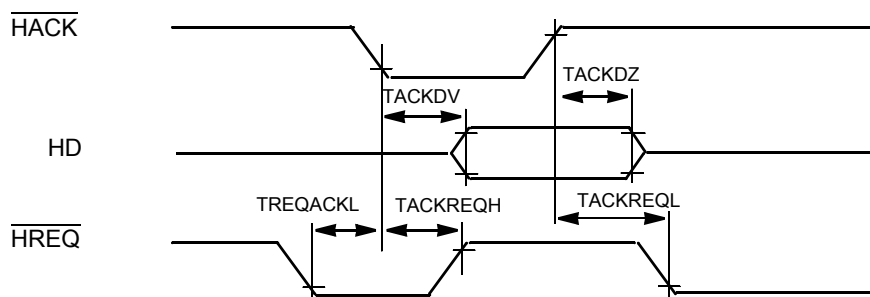 HACK
TACKDZ
TACKDV
HD
TREQACKL
TACKREQH
TACKREQL
HREQ